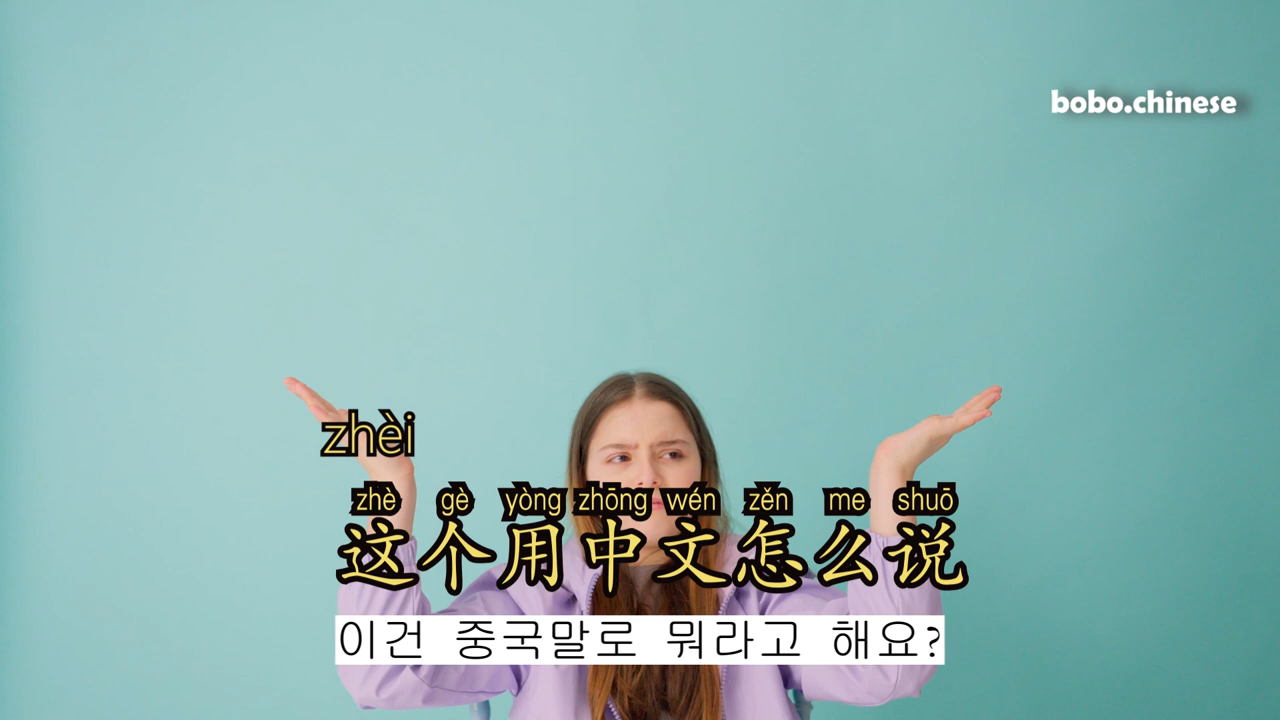 bobo.chinese
zhèi
zhè gè yòng zhōng wén zěn me shuō
这个用中文怎么说
이건 중국말로 뭐라고 해요?